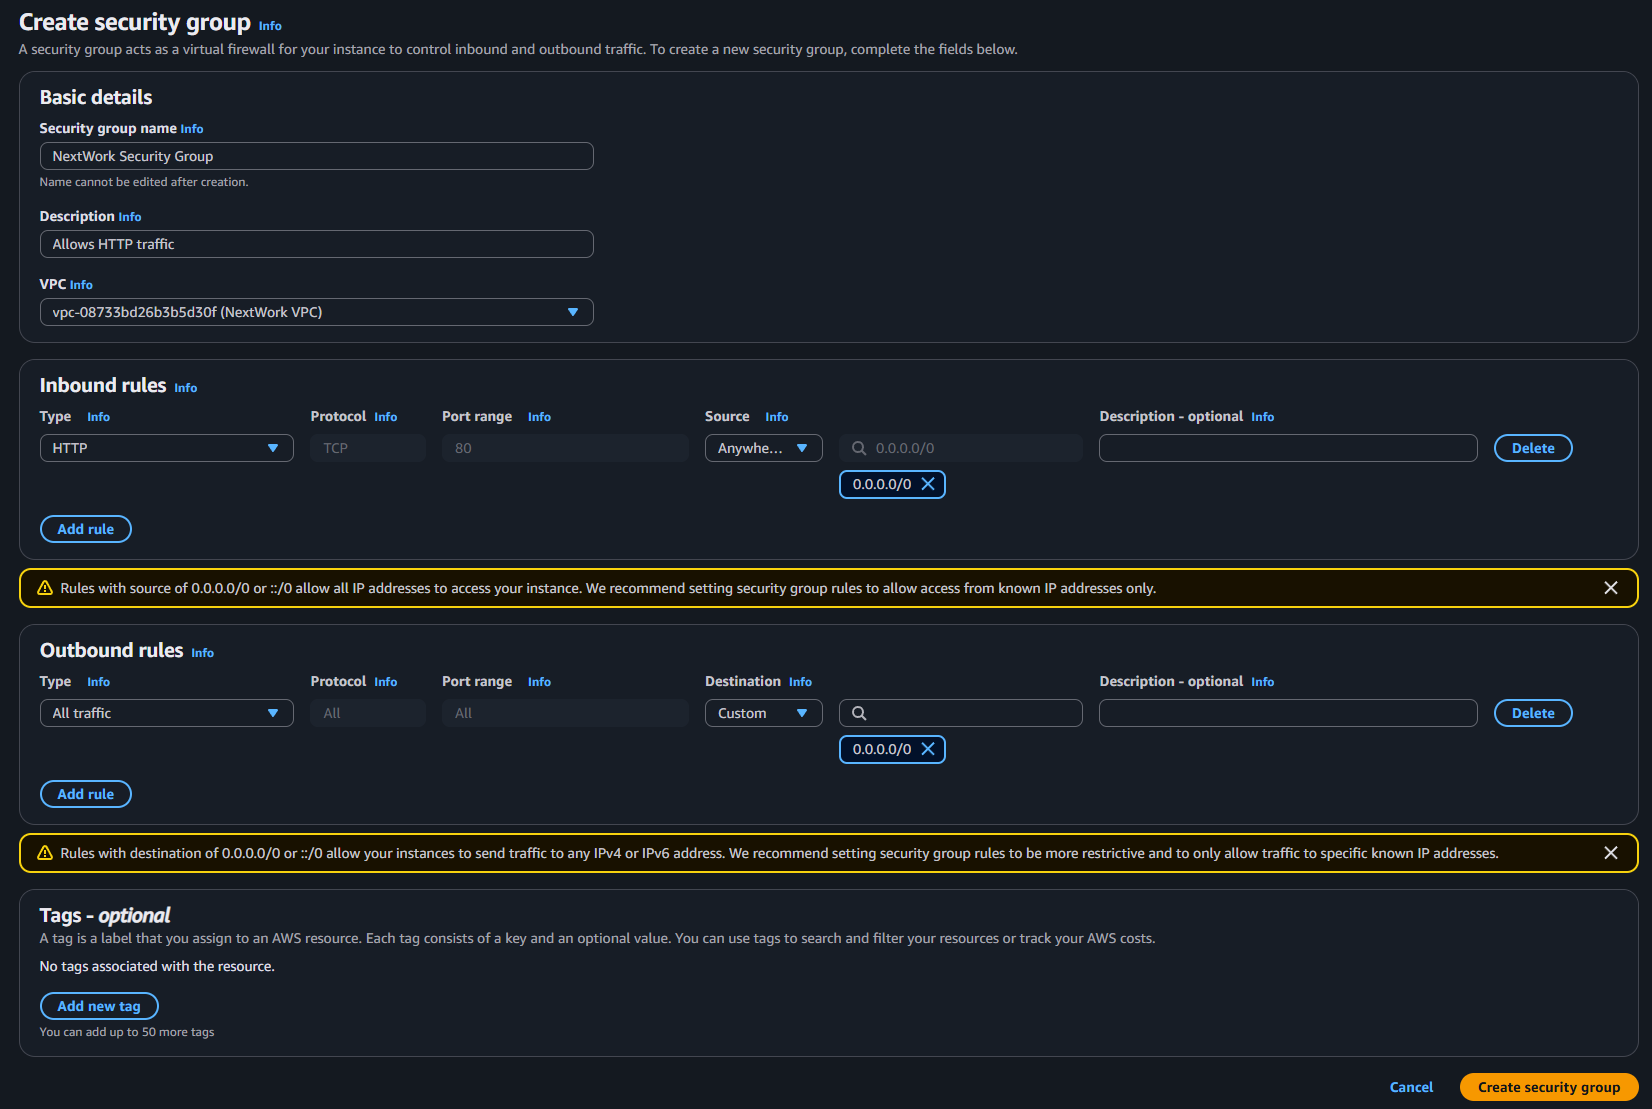 Create security group Info
A security group acts as a virtual firewall for your instance to control inbound and outbound traffic. To create a new security group, complete the fields below.
Basic details
Security group name Info
NextWork Security Group
Name cannot be edited after creation.
Description Info
Allows HTTP traffic
VPC Info
vpc-08733bd26b3b5d30f (NextWork VPC)
Inbound rules Info
Type Info Protocol Info Port range Info Source Info Description - optional Info
HTTP TCP 80 Anywhe... 0.0.0.0/0 Delete
0.0.0.0/0
Add rule
Rules with source of 0.0.0.0/0 or ::/0 allow all IP addresses to access your instance. We recommend setting security group rules to allow access from known IP addresses only.
Outbound rules Info
Type Info Protocol Info Port range Info Destination Info Description - optional Info
All traffic All All Custom Delete
0.0.0.0/0
Add rule
Rules with destination of 0.0.0.0/0 or ::/0 allow your instances to send traffic to any IPv4 or IPv6 address. We recommend setting security group rules to be more restrictive and to only allow traffic to specific known IP addresses.
Tags - optional
A tag is a label that you assign to an AWS resource. Each tag consists of a key and an optional value. You can use tags to search and filter your resources or track your AWS costs.
No tags associated with the resource.
Add new tag
You can add up to 50 more tags
Cancel Create security group